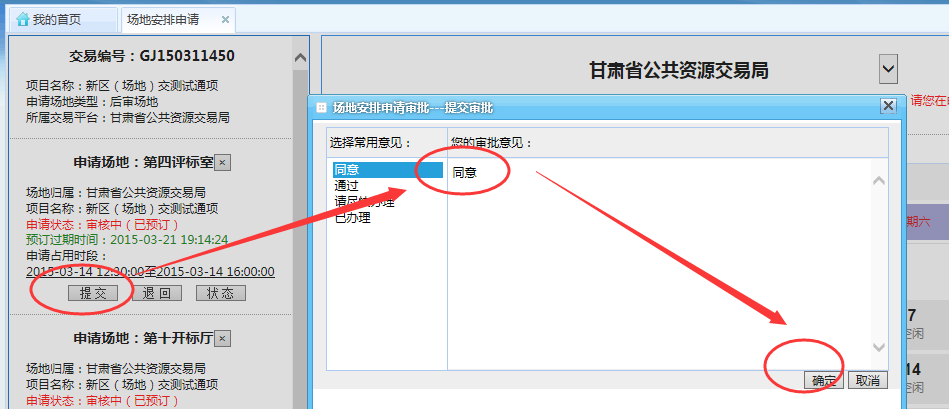 我的首页
场地安排申请
交易编号：GJ150311450
项目名称：新区（场地）交测试通项
申请场地类型：后审场地
所属交易平台：甘肃省公共资源交易局
申请场地：第四评标室
场地归属：甘肃省公共资源交易局
项目名称：新区（场地）交测试通项
申请状态：审核中（已预订）
预订过期时间：2015-03-21 19:14:24
申请占用时段：
2015-03-14 12:30:00至2015-03-14 16:00:00
提 交
退 回
状 态
申请场地：第十开标厅
场地归属：甘肃省公共资源交易局
项目名称：新区（场地）交测试通项
申请状态：审核中（已预订）
甘肃省公共资源交易局
请您在
场地安排申请审批---提交审批
选择常用意见：
您的审批意见：
同意
通过
请尽快办理
已办理
同意
确定
取消
期六
7
空闲
14
空闲